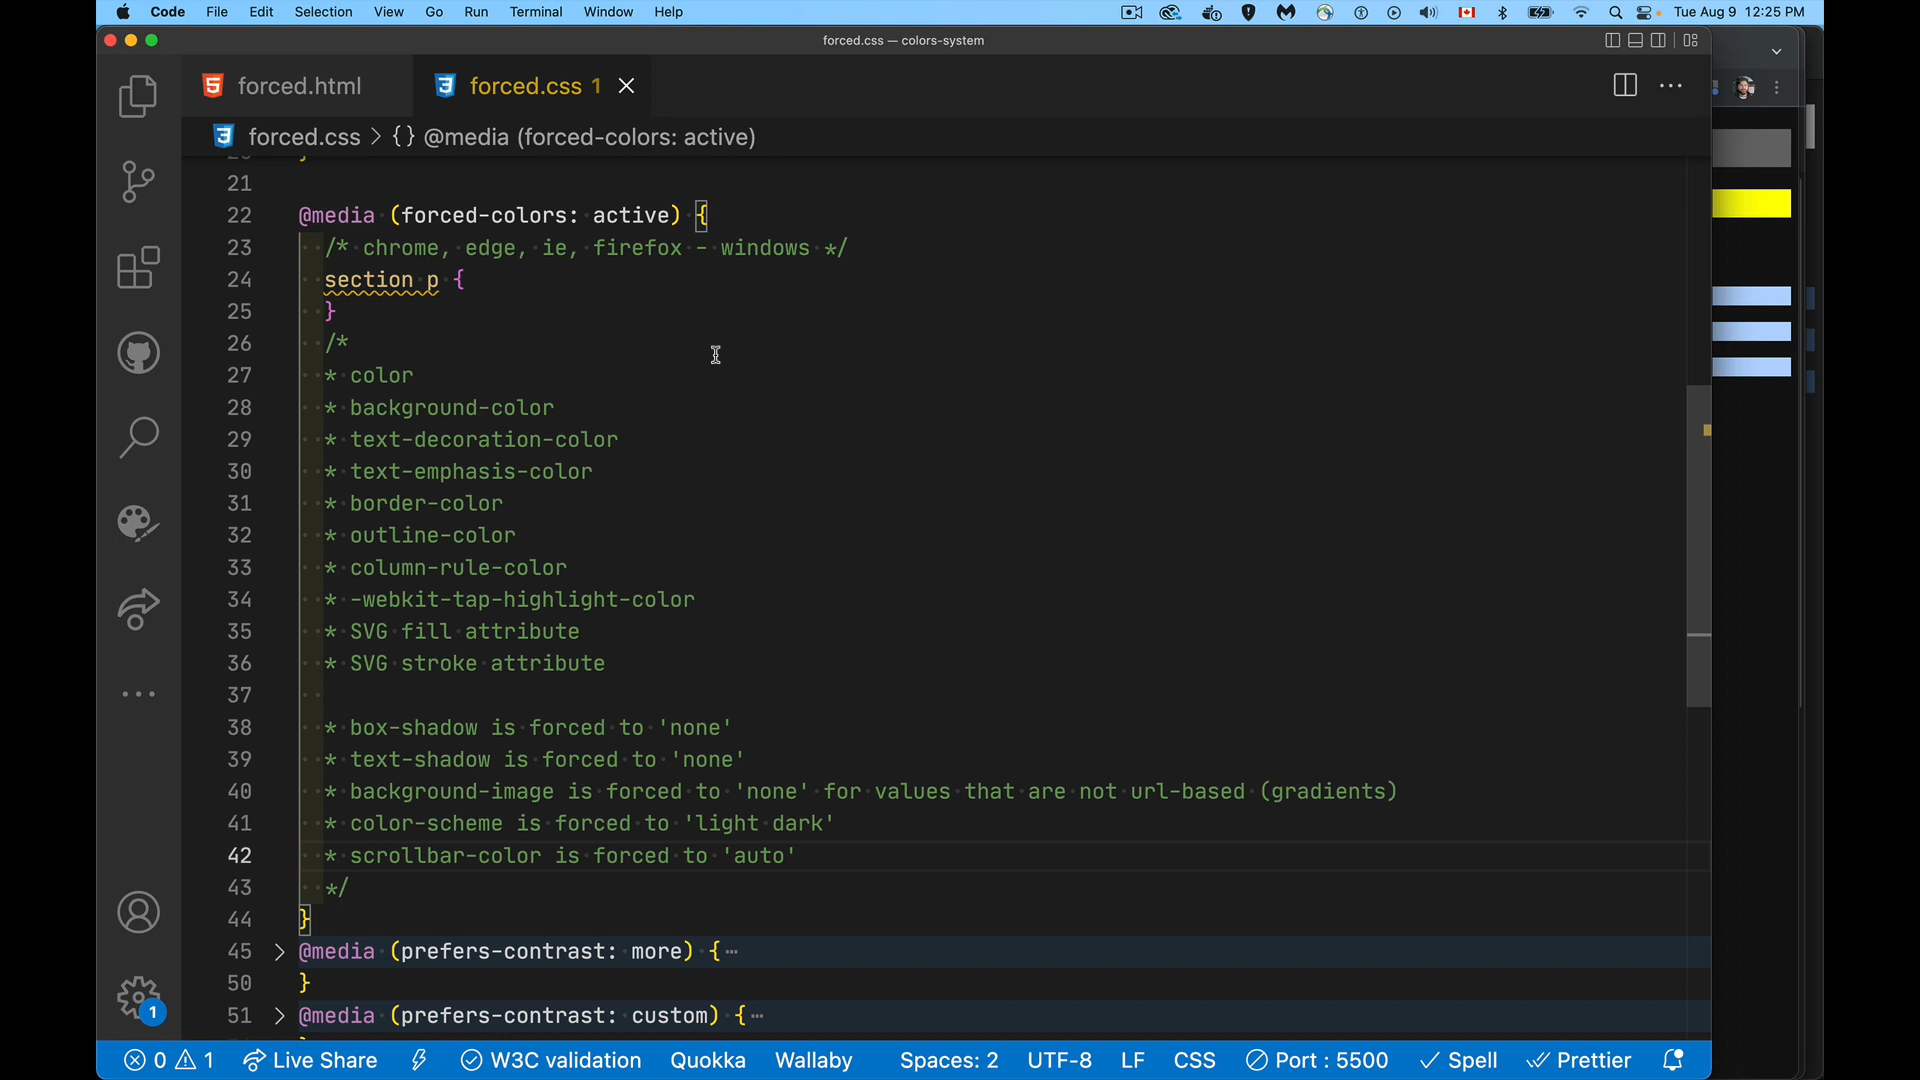 Code File Edit Selection View Go Run Terminal Window Help Tue Aug 9 12:25 PM
forced.css — colors-system
forced.html forced.css 1
forced.css > {} @media (forced-colors: active)
21
22 @media (forced-colors: active) {
23 /* chrome, edge, ie, firefox - windows */
24 section p {
25 }
26 /*
27 * color
28 * background-color
29 * text-decoration-color
30 * text-emphasis-color
31 * border-color
32 * outline-color
33 * column-rule-color
34 * -webkit-tap-highlight-color
35 * SVG fill attribute
36 * SVG stroke attribute
37
38 * box-shadow is forced to 'none'
39 * text-shadow is forced to 'none'
40 * background-image is forced to 'none' for values that are not url-based (gradients)
41 * color-scheme is forced to 'light dark'
42 * scrollbar-color is forced to 'auto'
43 */
44 }
45 > @media (prefers-contrast: more) { ⋯
50 }
51 > @media (prefers-contrast: custom) { ⋯
1
0 1 Live Share W3C validation Quokka Wallaby Spaces: 2 UTF-8 LF CSS Port : 5500 Spell Prettier